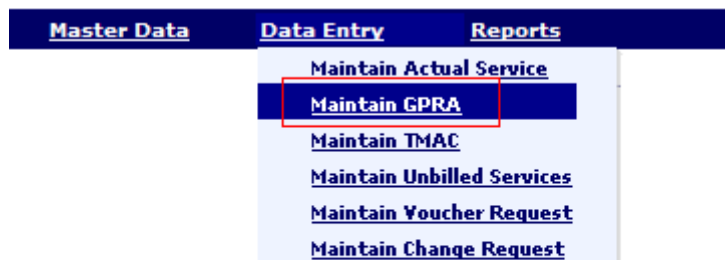 Master Data Data Entry Reports
Maintain Actual Service
Maintain GPRA
Maintain TMAC
Maintain Unbilled Services
Maintain Voucher Request
Maintain Change Request